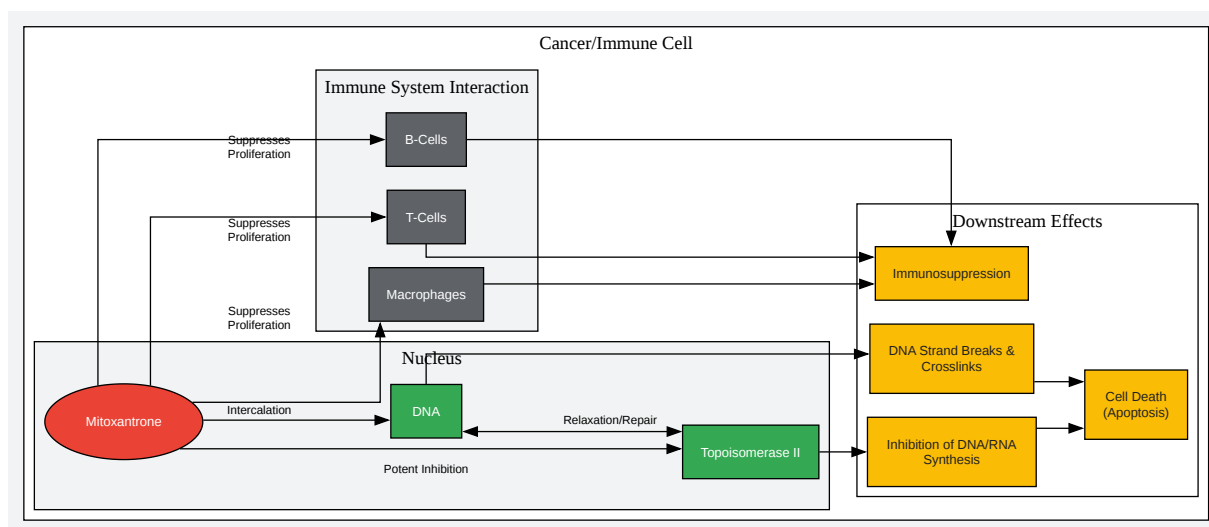 Cancer/Immune Cell
Immune System Interaction
B-Cells
Suppresses
Proliferation
T-Cells
Suppresses
Proliferation
Downstream Effects
Immunosuppression
Macrophages
Suppresses
Proliferation
Nucleus
DNA Strand Breaks &
Crosslinks
Mitoxantrone
Intercalation
DNA
Relaxation/Repair
Cell Death
(Apoptosis)
Potent Inhibition
Topoisomerase II
Inhibition of DNA/RNA
Synthesis